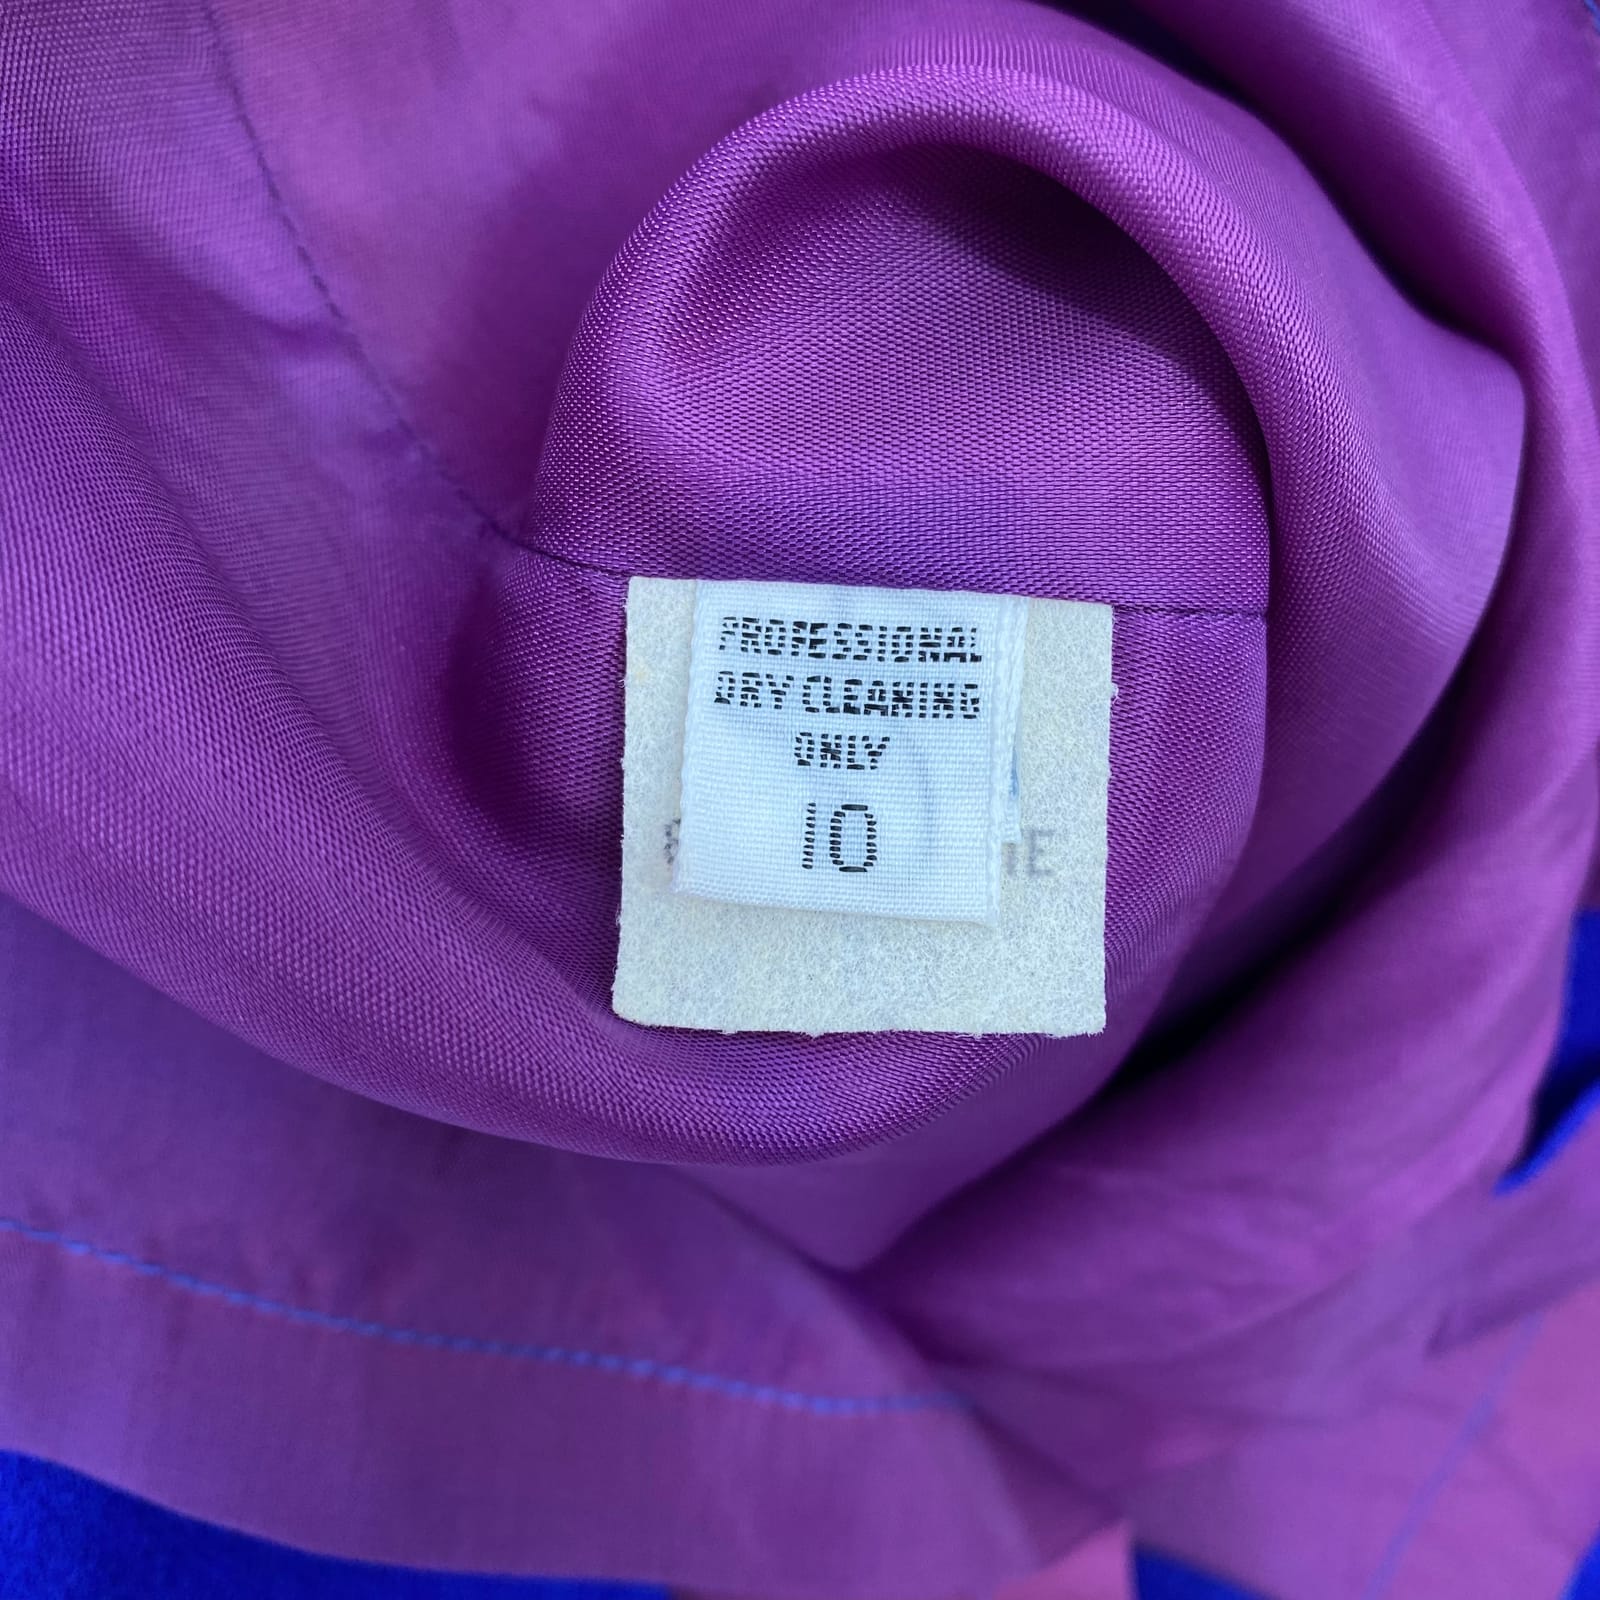 PROFESSIONAL
DRY CLEANING
ONLY
10